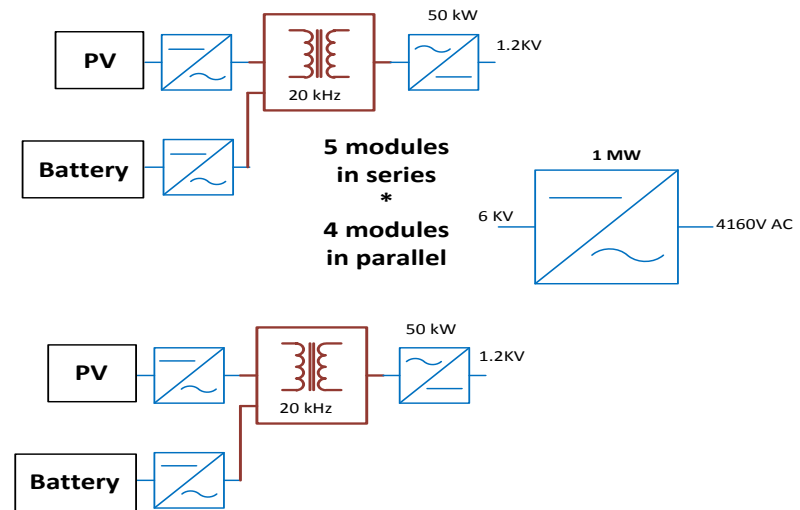 50 kW
PV
1.2KV
20 kHz
Battery
5 modules
in series
*
4 modules
in parallel
1 MW
6 KV
4160V AC
50 kW
PV
1.2KV
20 kHz
Battery